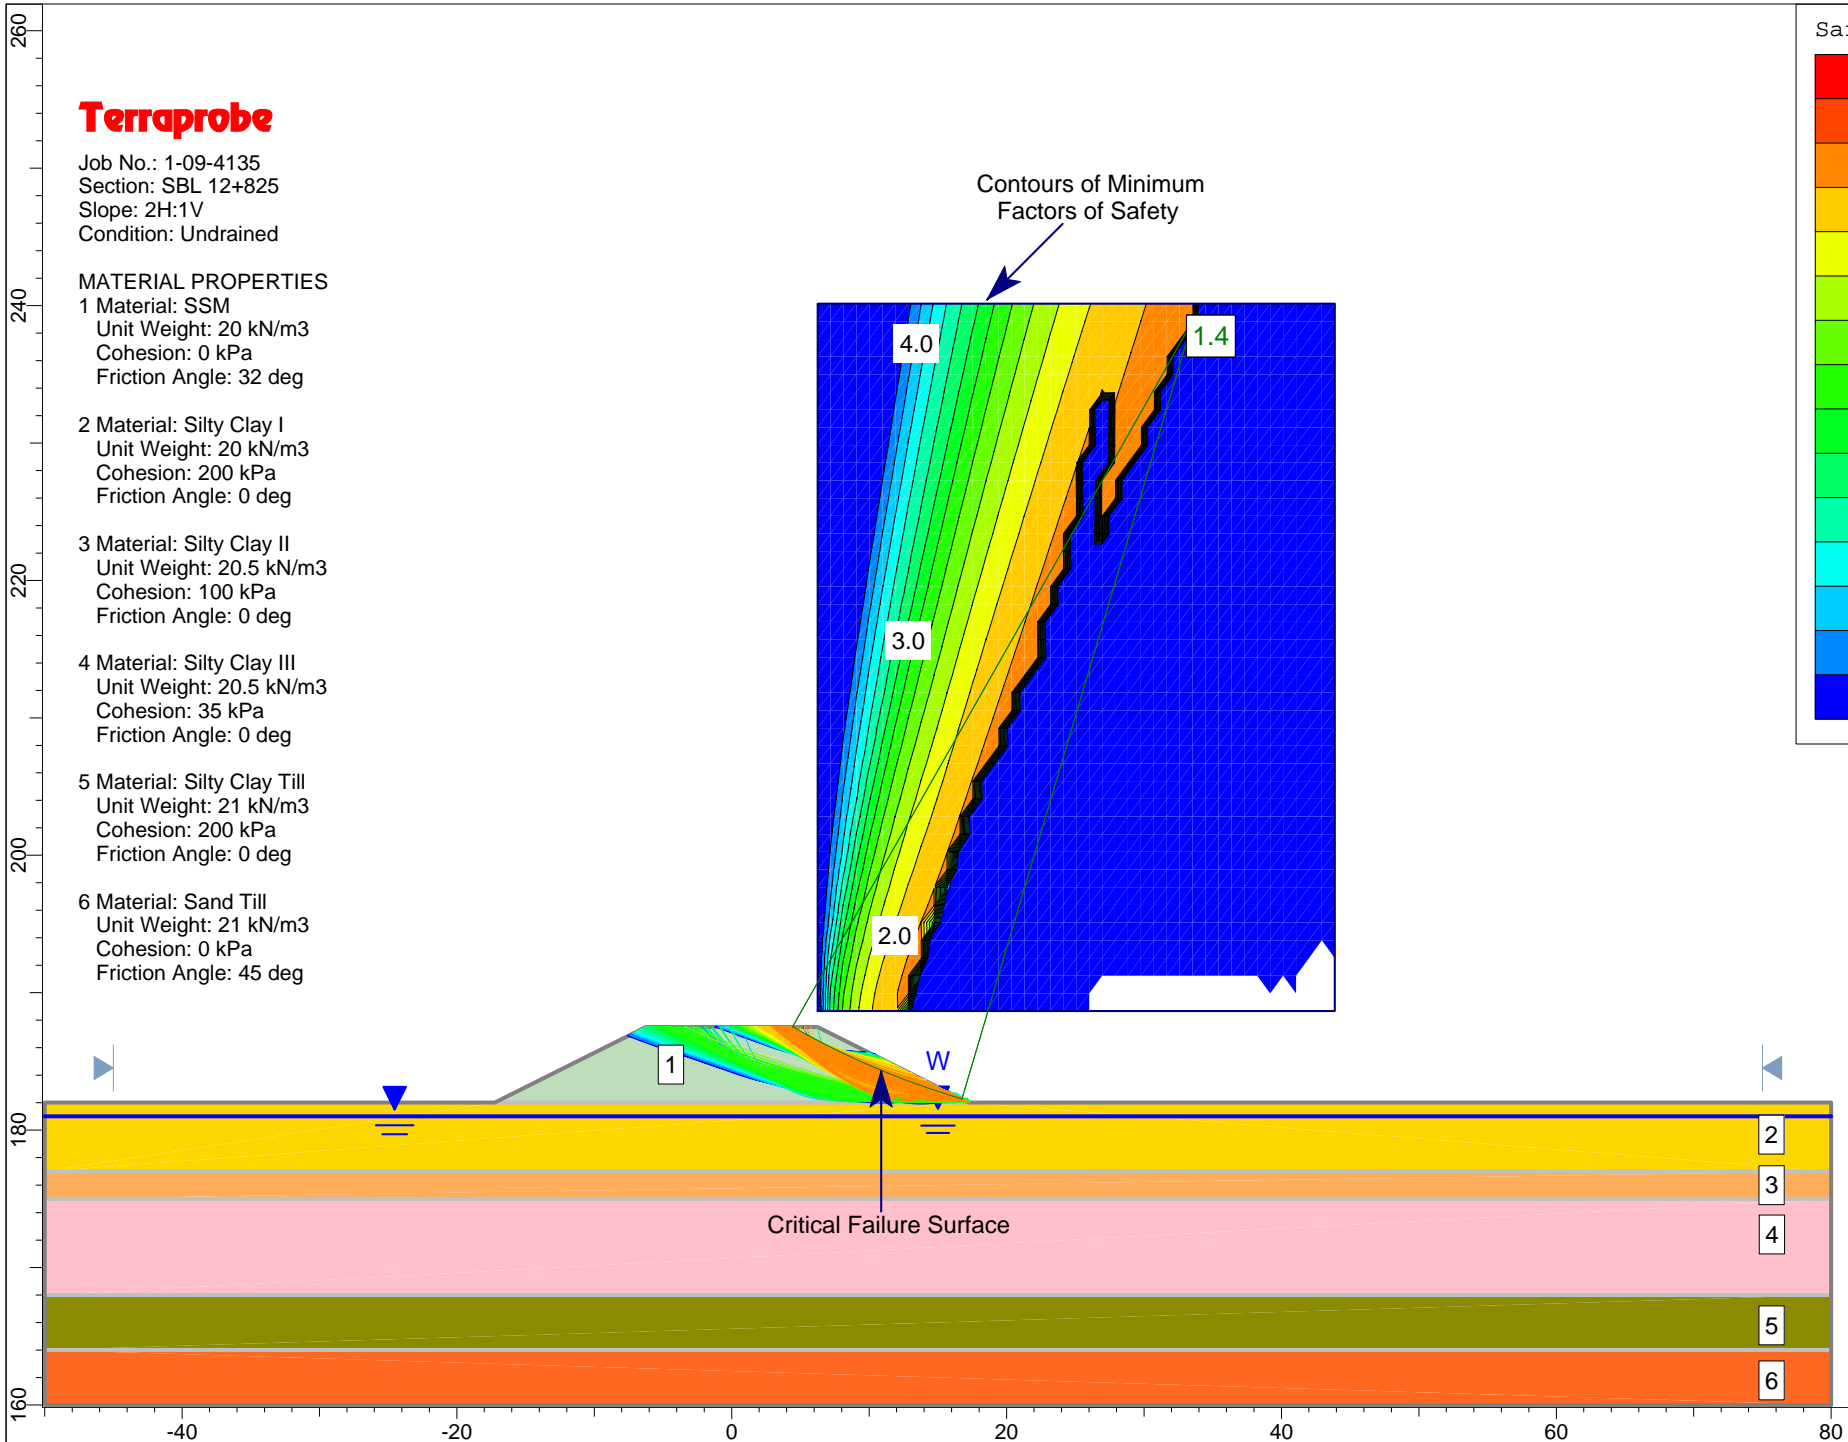 Terraprobe
Job No.: 1-09-4135
Section: SBL 12+825
Slope: 2H:1V
Condition: Undrained
MATERIAL PROPERTIES
1 Material: SSM
Unit Weight: 20 kN/m3
Cohesion: 0 kPa
Friction Angle: 32 deg
2 Material: Silty Clay I
Unit Weight: 20 kN/m3
Cohesion: 200 kPa
Friction Angle: 0 deg
3 Material: Silty Clay II
Unit Weight: 20.5 kN/m3
Cohesion: 100 kPa
Friction Angle: 0 deg
4 Material: Silty Clay III
Unit Weight: 20.5 kN/m3
Cohesion: 35 kPa
Friction Angle: 0 deg
5 Material: Silty Clay Till
Unit Weight: 21 kN/m3
Cohesion: 200 kPa
Friction Angle: 0 deg
6 Material: Sand Till
Unit Weight: 21 kN/m3
Cohesion: 0 kPa
Friction Angle: 45 deg
Contours of Minimum
Factors of Safety
4.0
1.4
3.0
2.0
1
W
Critical Failure Surface
2
3
4
5
6
260
240
220
200
180
160
-40
-20
0
20
40
60
80